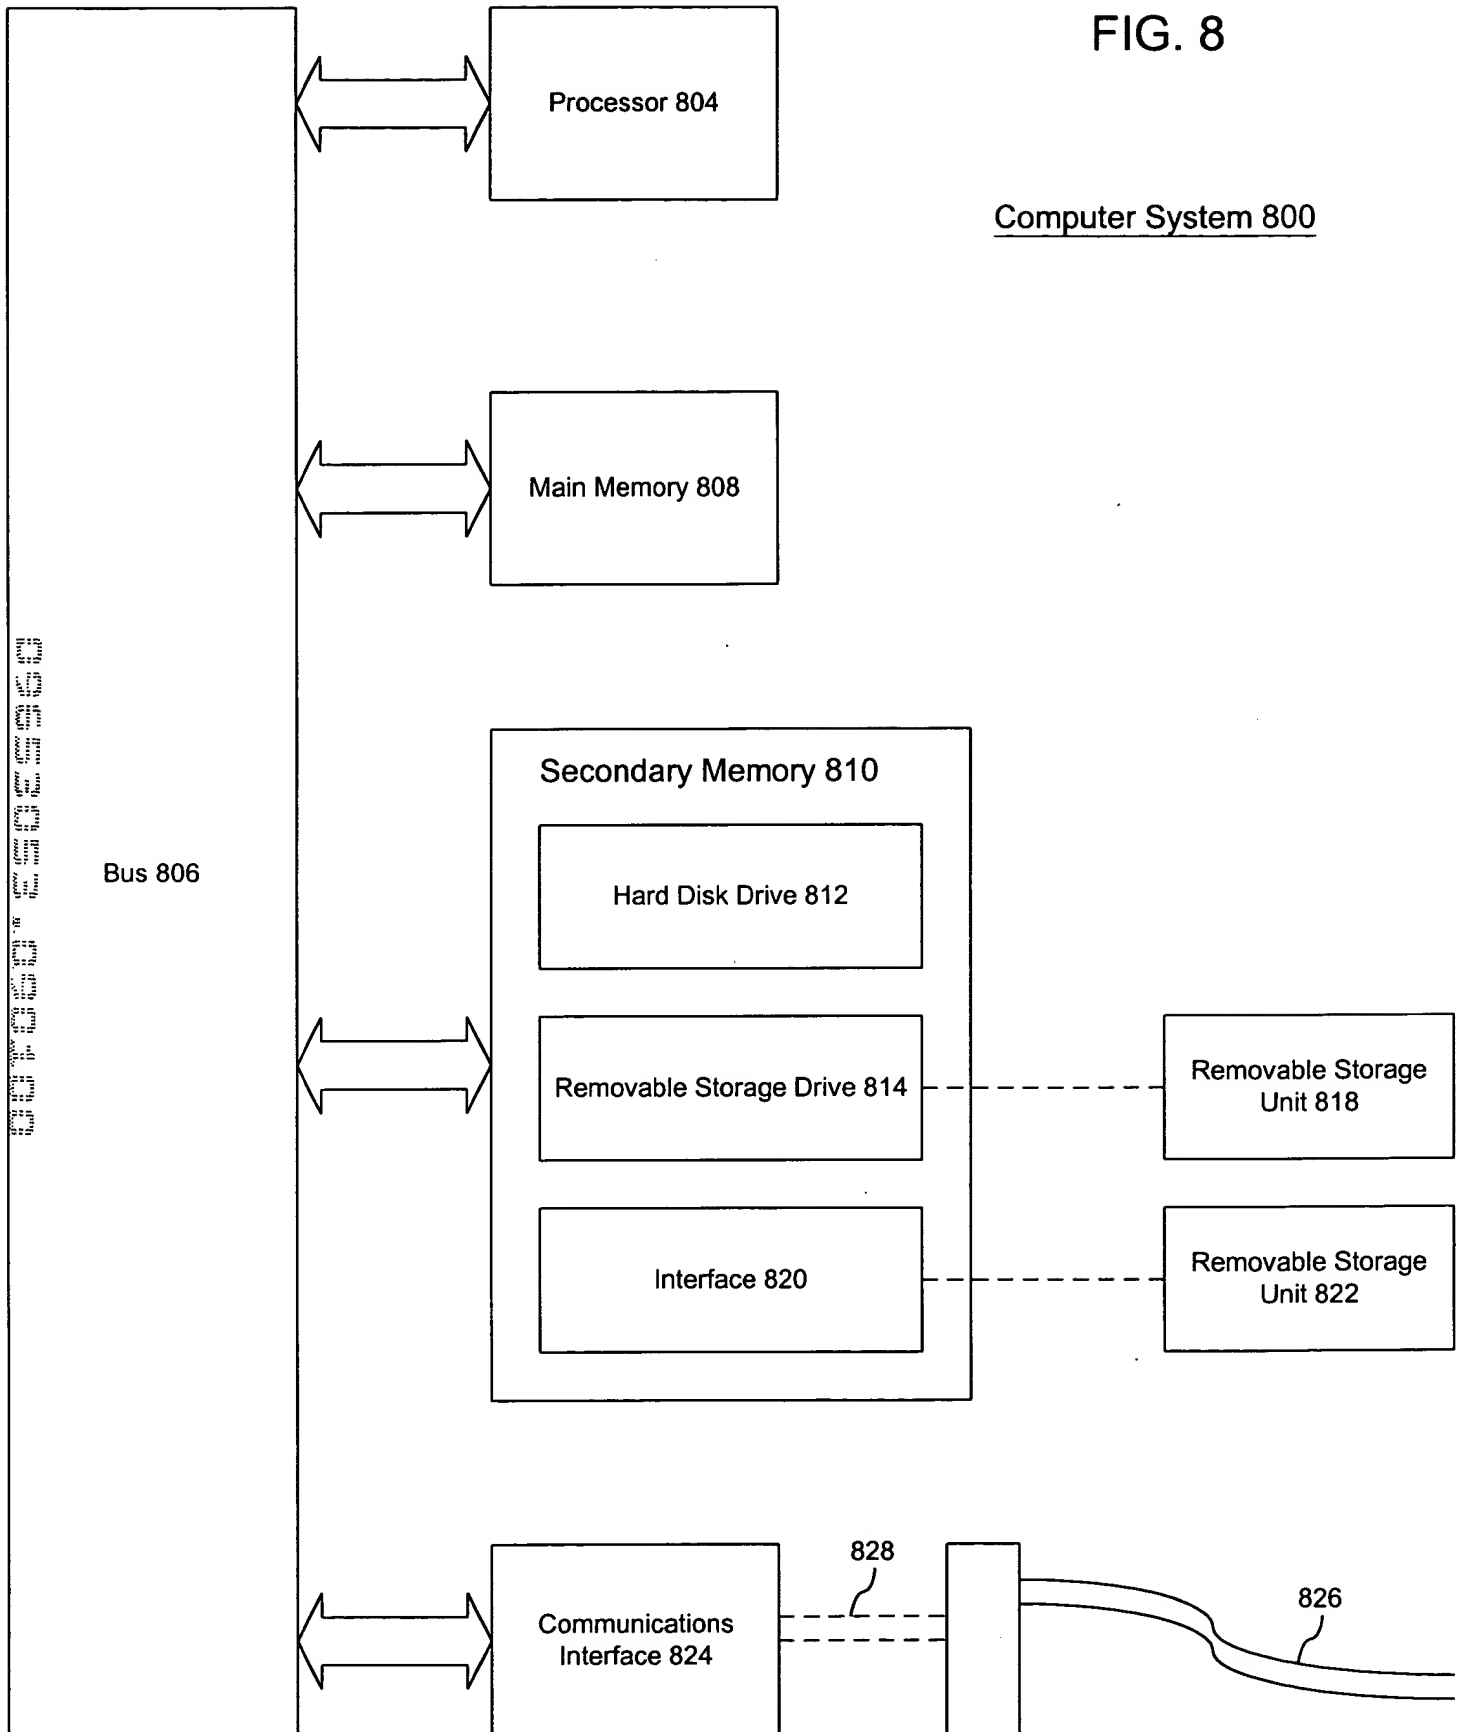 FIG. 8
Processor 804
Computer System 800
Main Memory 808
Secondary Memory 810
Bus 806
Hard Disk Drive 812
Removable Storage Drive 814
Removable Storage
Unit 818
Interface 820
Removable Storage
Unit 822
828
Communications
Interface 824
826